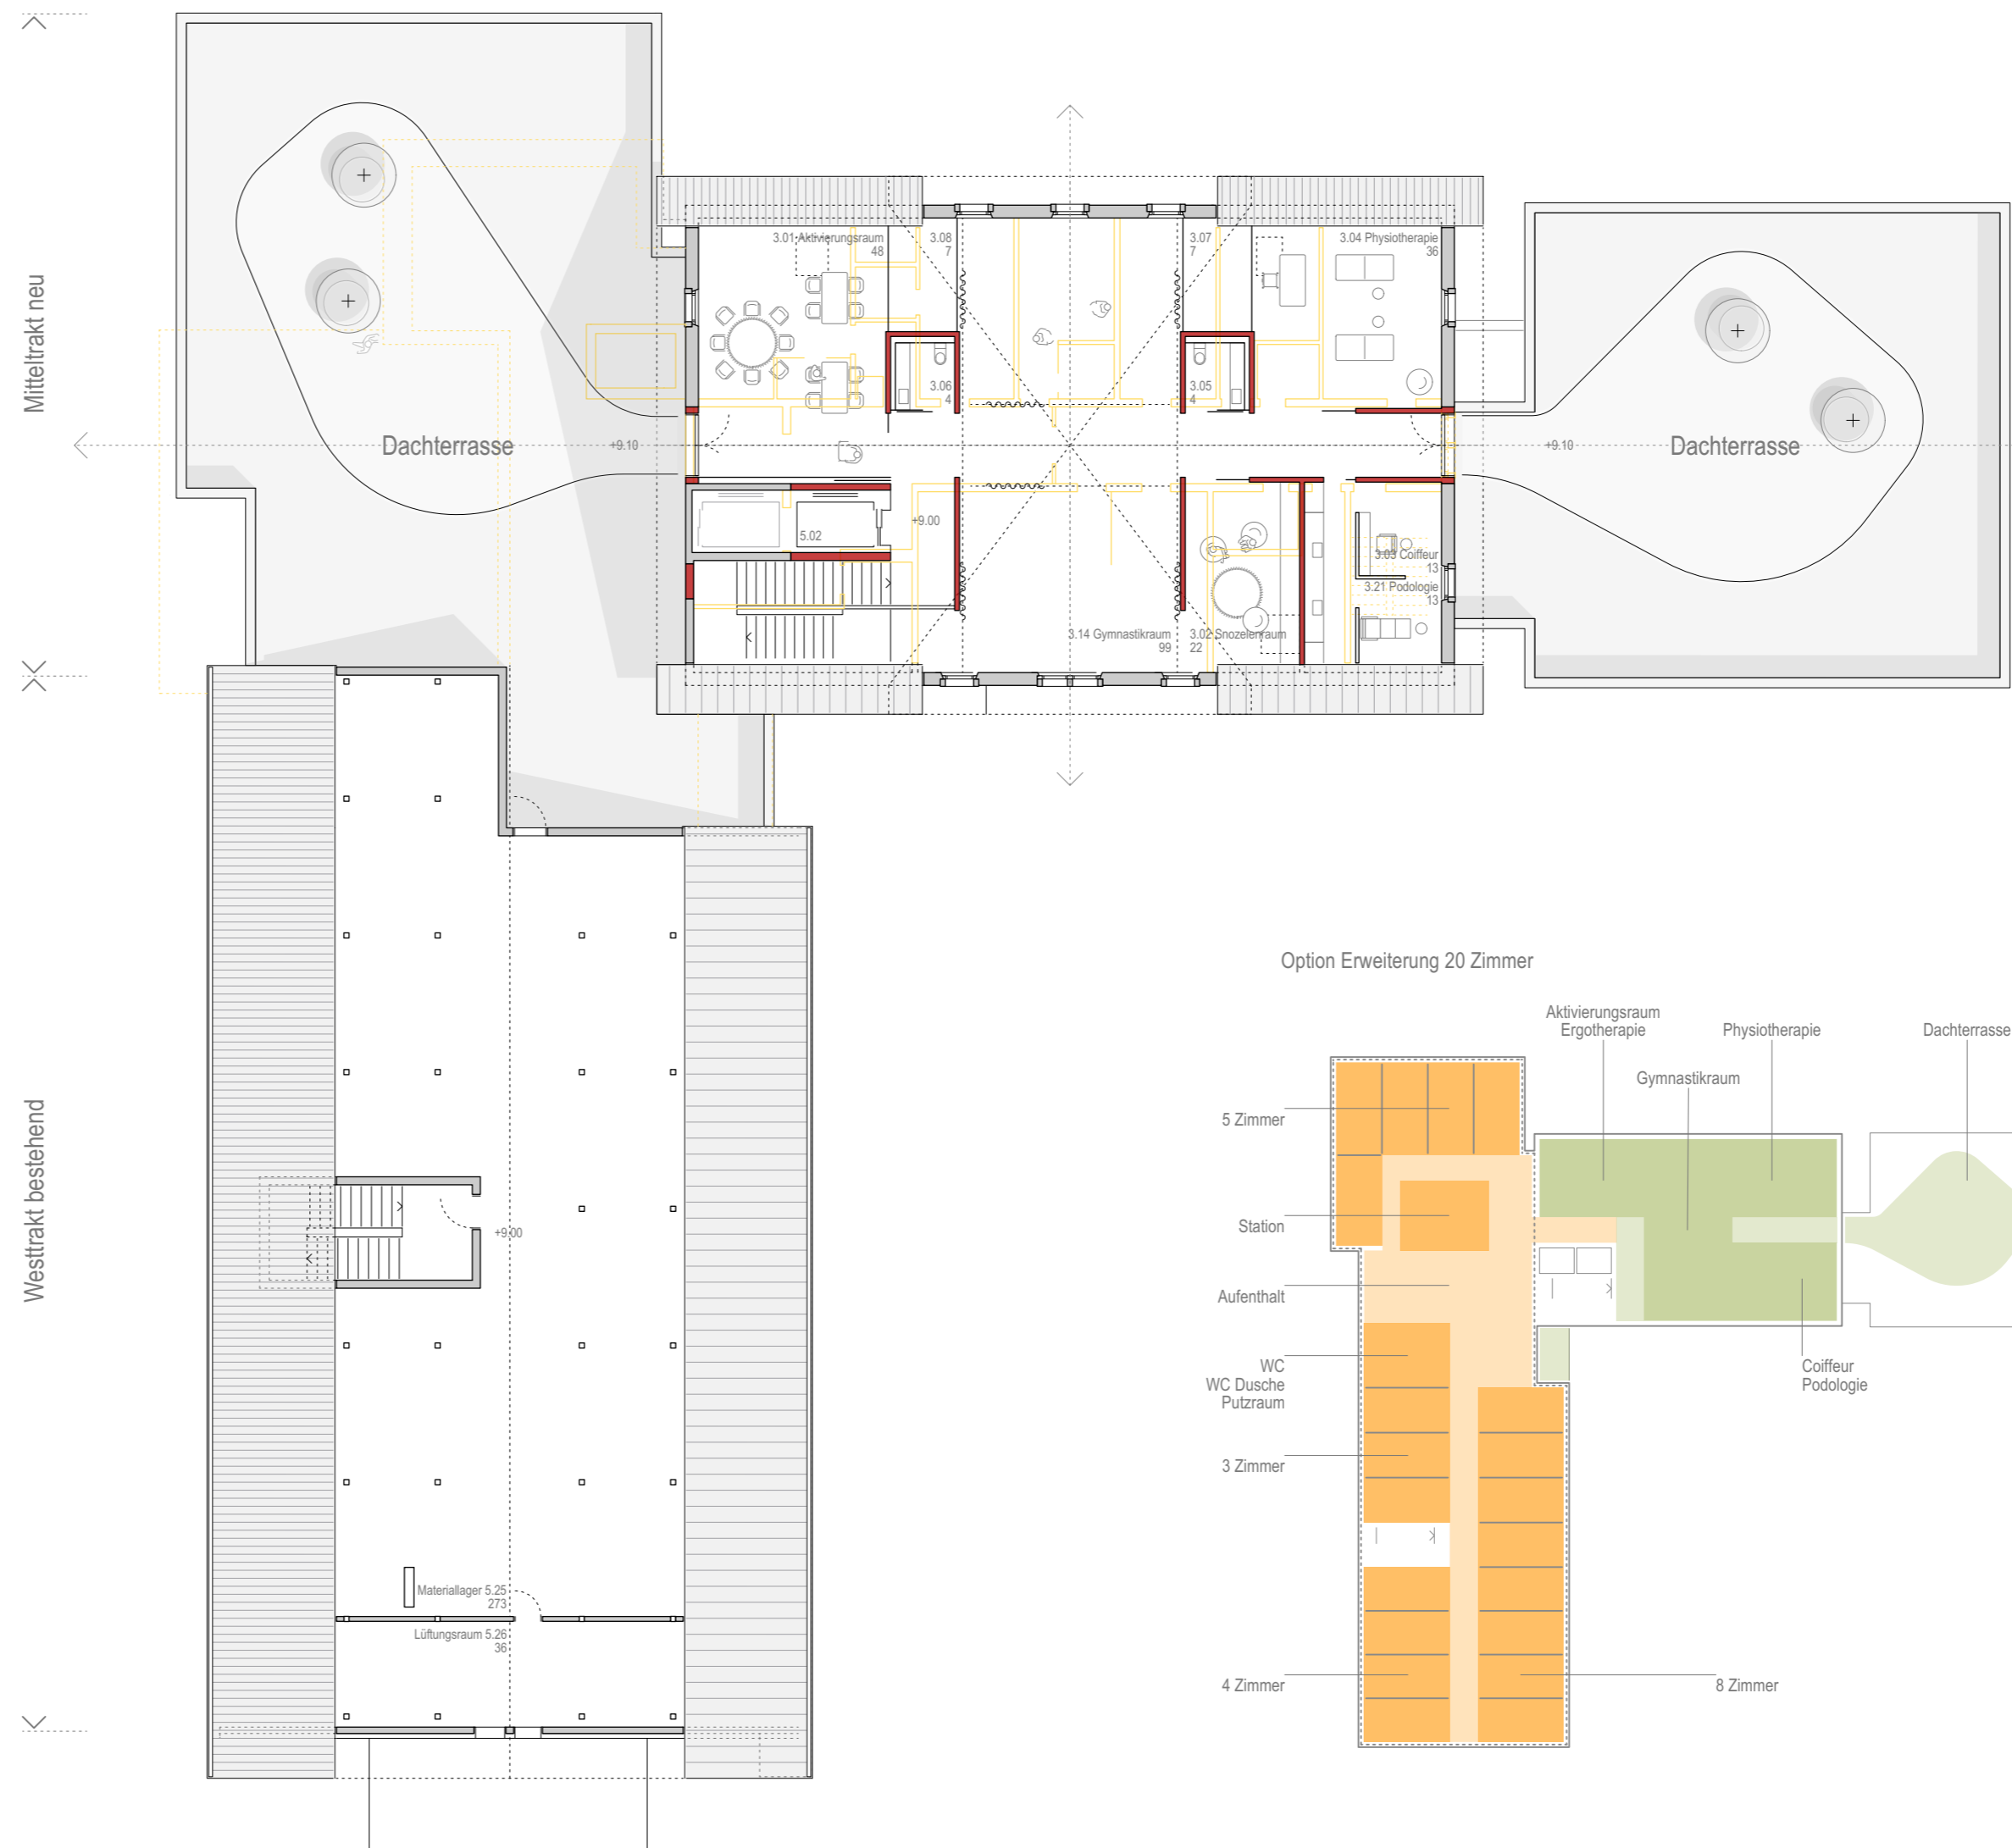 Mitteltrakt neu
Westtrakt bestehend
3.01 Aktivierungsraum
48
3.08
7
3.07
7
3.04 Physiotherapie
36
3.06
4
3.05
4
Dachterrasse
+9.10
+9.10
Dachterrasse
5.02
+9.00
3.03 Coiffeur
13
3.21 Podologie
13
3.14 Gymnastikraum
99
3.02 Snozelenraum
22
+9.00
Materiallager 5.25
273
Lüftungsraum 5.26
36
Option Erweiterung 20 Zimmer
Aktivierungsraum
Ergotherapie
Physiotherapie
Dachterrasse
Gymnastikraum
5 Zimmer
Station
Aufenthalt
WC
WC Dusche
Putzraum
Coiffeur
Podologie
3 Zimmer
4 Zimmer
8 Zimmer